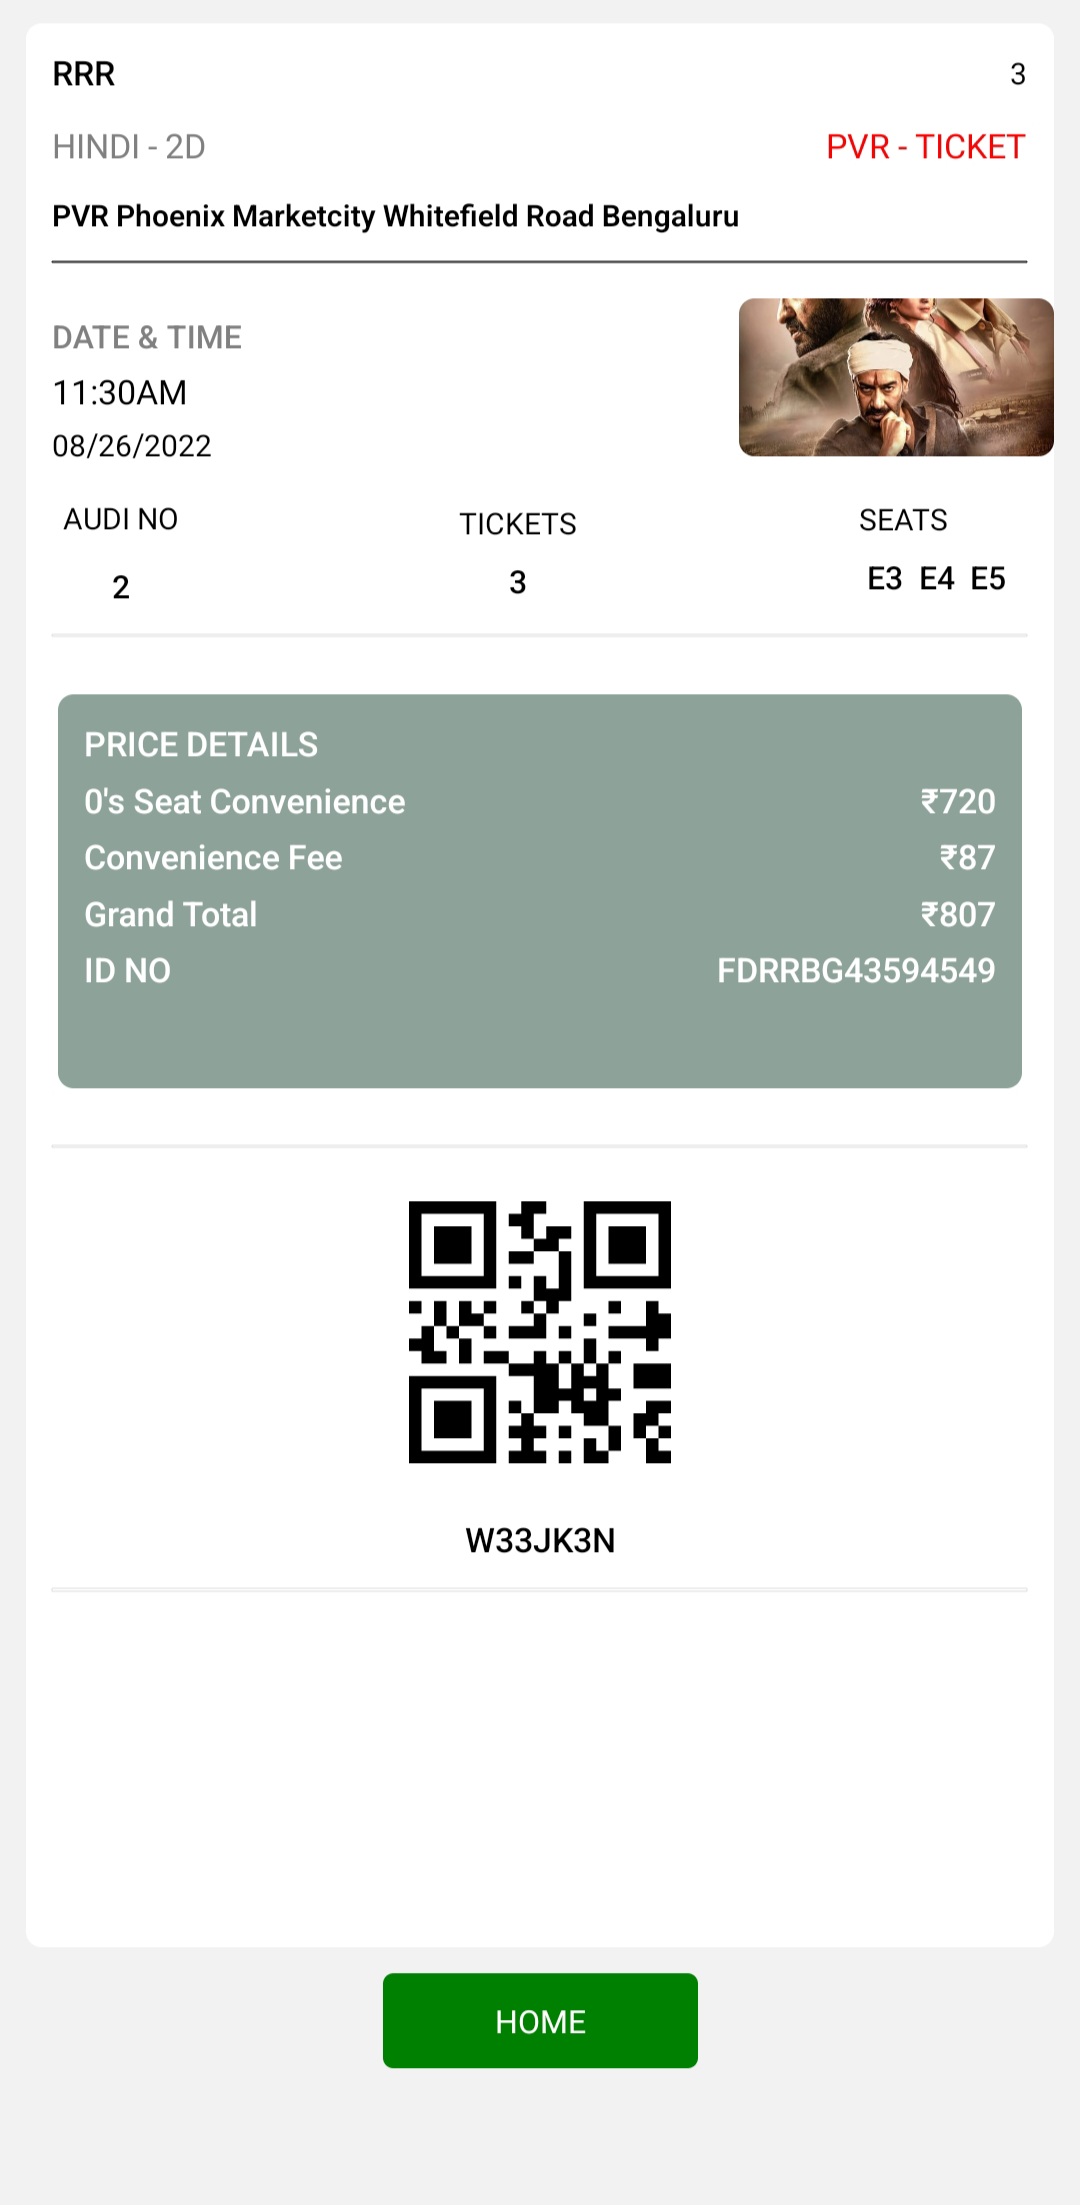 RRR 3
HINDI - 2D PVR - TICKET
PVR Phoenix Marketcity Whitefield Road Bengaluru
DATE & TIME
11:30AM
08/26/2022
AUDI NO TICKETS SEATS
2 3 E3 E4 E5
PRICE DETAILS
0's Seat Convenience ₹720
Convenience Fee ₹87
Grand Total ₹807
ID NO FDRRBG43594549
W33JK3N
HOME